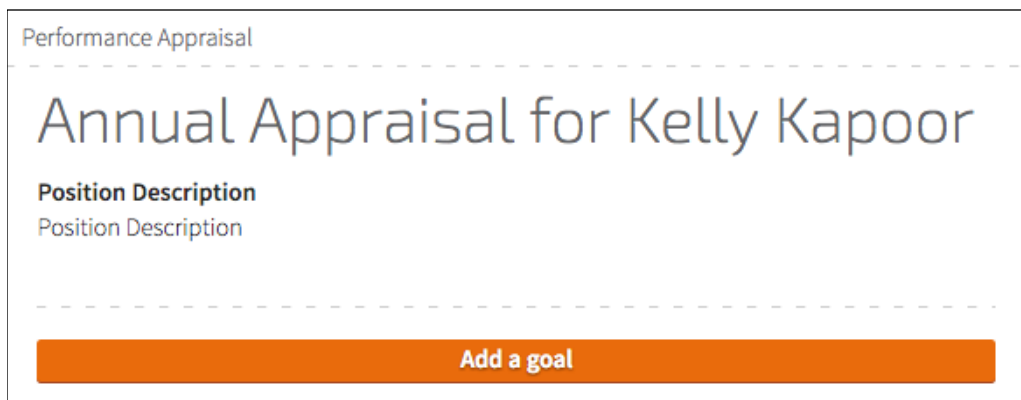 Performance Appraisal
Annual Appraisal for Kelly Kapoor
Position Description
Position Description
Add a goal